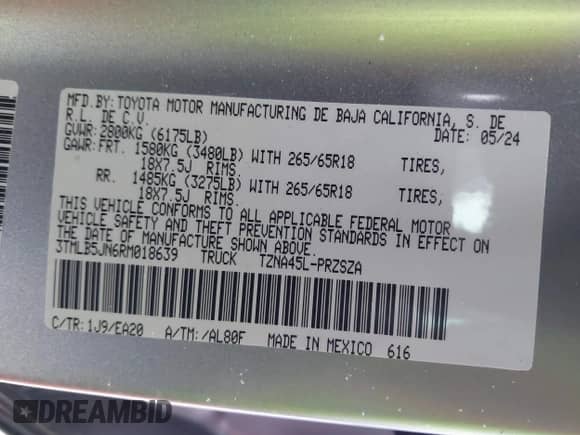 MFD.BY: TOYOTA MOTOR MANUFACTURING DE BAJA CALIFORNIA, S. DE
R.L. DE C.V.
DATE: 05/24
GVWR: 2800KG (6175LB)
GAWR: FRT. 1580KG (3480LB) WITH 265/65R18 TIRES,
18X7.5J RIMS.
RR. 1485KG (3275LB) WITH 265/65R18 TIRES,
18X7.5J RIMS.
THIS VEHICLE CONFORMS TO ALL APPLICABLE FEDERAL MOTOR
VEHICLE SAFETY AND THEFT PREVENTION STANDARDS IN EFFECT ON
THE DATE OF MANUFACTURE SHOWN ABOVE.
3TMLB5JN6RM018639 TRUCK TZNA45L-PRZSZA
C/TR: 1J9/EA20 A/TM: /AL80F MADE IN MEXICO 616
DREAMBID